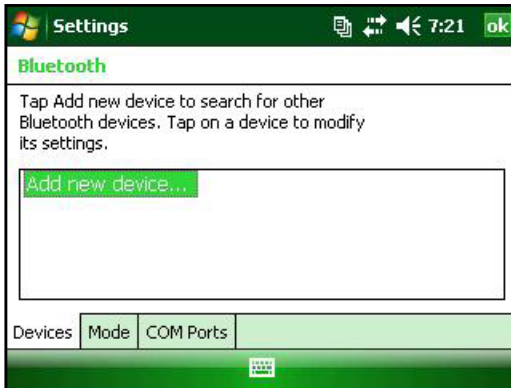 Settings 7:21 ok
Bluetooth
Tap Add new device to search for other
Bluetooth devices. Tap on a device to modify
its settings.
Add new device...
Devices Mode COM Ports